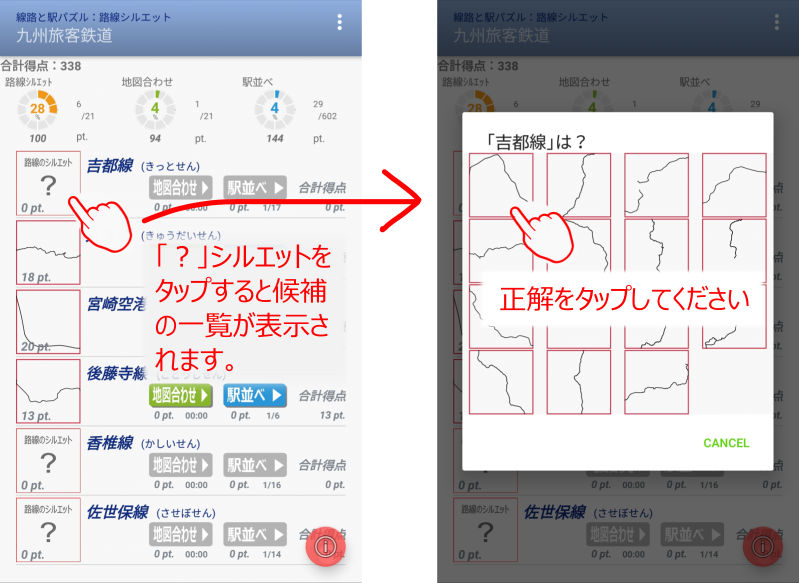 線路と駅パズル：路線シルエット
九州旅客鉄道
合計得点：338
路線シルエット 地図合わせ 駅並べ
28 % 6 /21
4 % 1 /21
4 % 29 /602
100 pt. 94 pt. 144 pt.
路線のシルエット
?
0 pt.
吉都線 (きっとせん)
地図合わせ 駅並べ 合計得点
0 pt. 00:00 0 pt. 1/17 0 pt.
(きゅうだいせん)
18 pt.
宮崎空港
20 pt.
後藤寺線
地図合わせ 駅並べ 合計得点
13 pt. 0 pt. 00:00 0 pt. 1/6 13 pt.
路線のシルエット
?
0 pt.
香椎線 (かしいせん)
地図合わせ 駅並べ 合計得点
0 pt. 00:00 0 pt. 1/16 0 pt.
路線のシルエット
?
0 pt.
佐世保線 (させぼせん)
地図合わせ 駅並べ
0 pt. 00:00 0 pt. 1/14
「？」シルエットを
タップすると候補
の一覧が表示さ
れます。
線路と駅パズル：路線シルエット
九州旅客鉄道
合計得点：338
路線シルエット 地図合わせ 駅並べ
28 6 4 1 4 29
「吉都線」は？
正解をタップしてください
CANCEL
0 pt. 00:00 0 pt. 1/16 0 pt.
路線のシルエット
?
0 pt.
佐世保線 (させぼせん)
地図合わせ 駅並べ
0 pt. 00:00 0 pt. 1/14